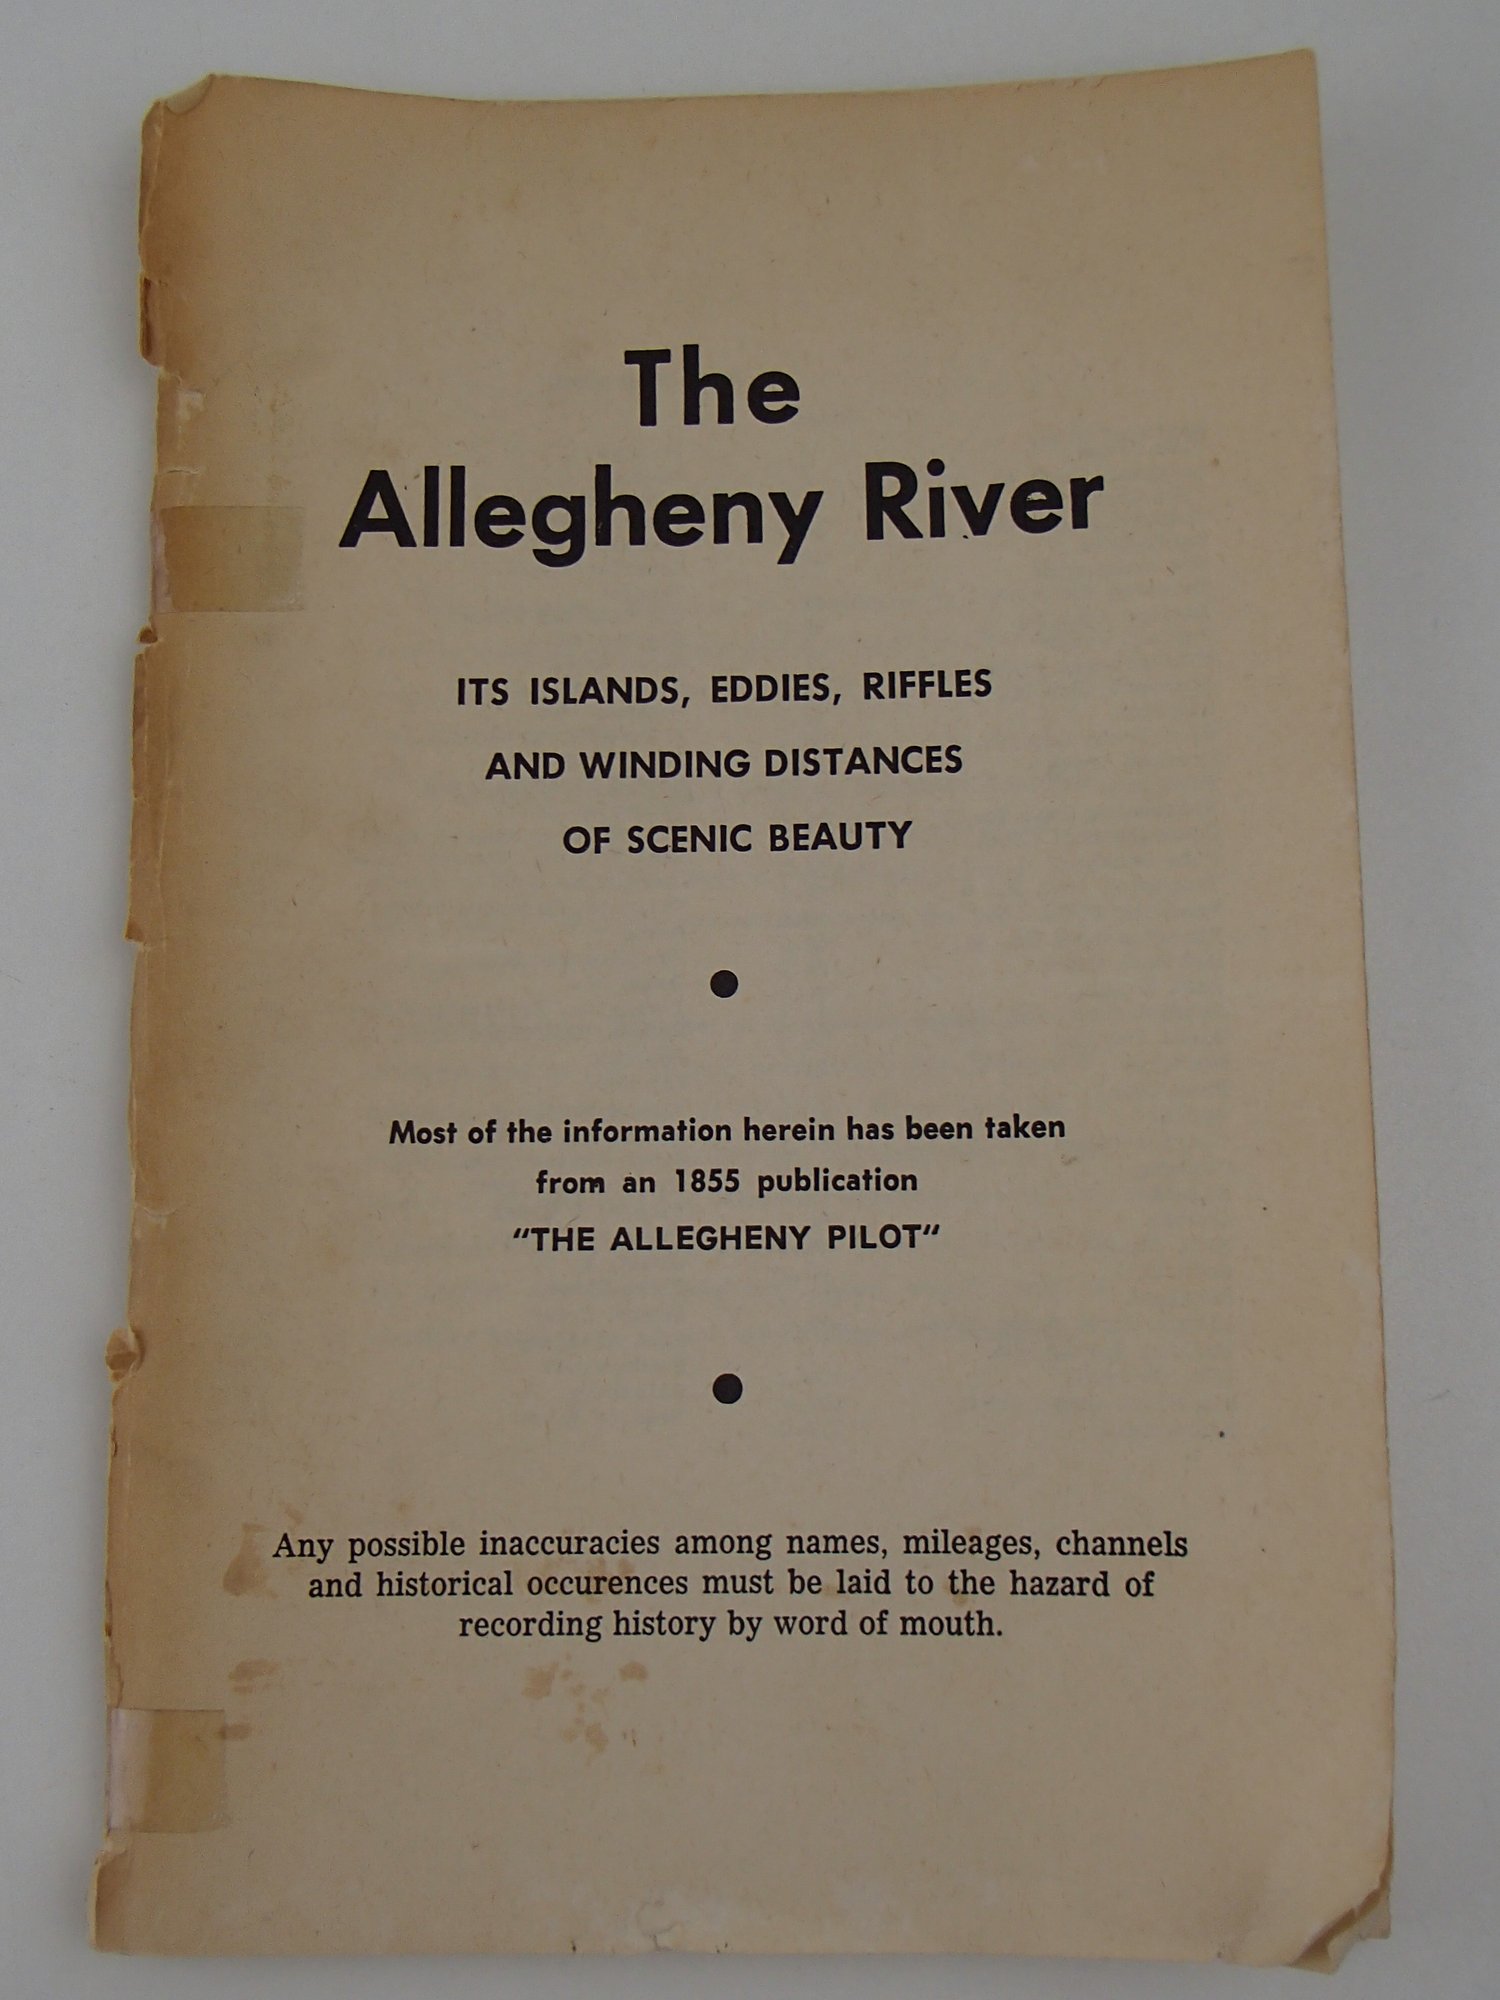 The
Allegheny River
ITS ISLANDS, EDDIES, RIFFLES
AND WINDING DISTANCES
OF SCENIC BEAUTY
Most of the information herein has been taken
from an 1855 publication
"THE ALLEGHENY PILOT"
Any possible inaccuracies among names, mileages, channels
and historical occurences must be laid to the hazard of
recording history by word of mouth.